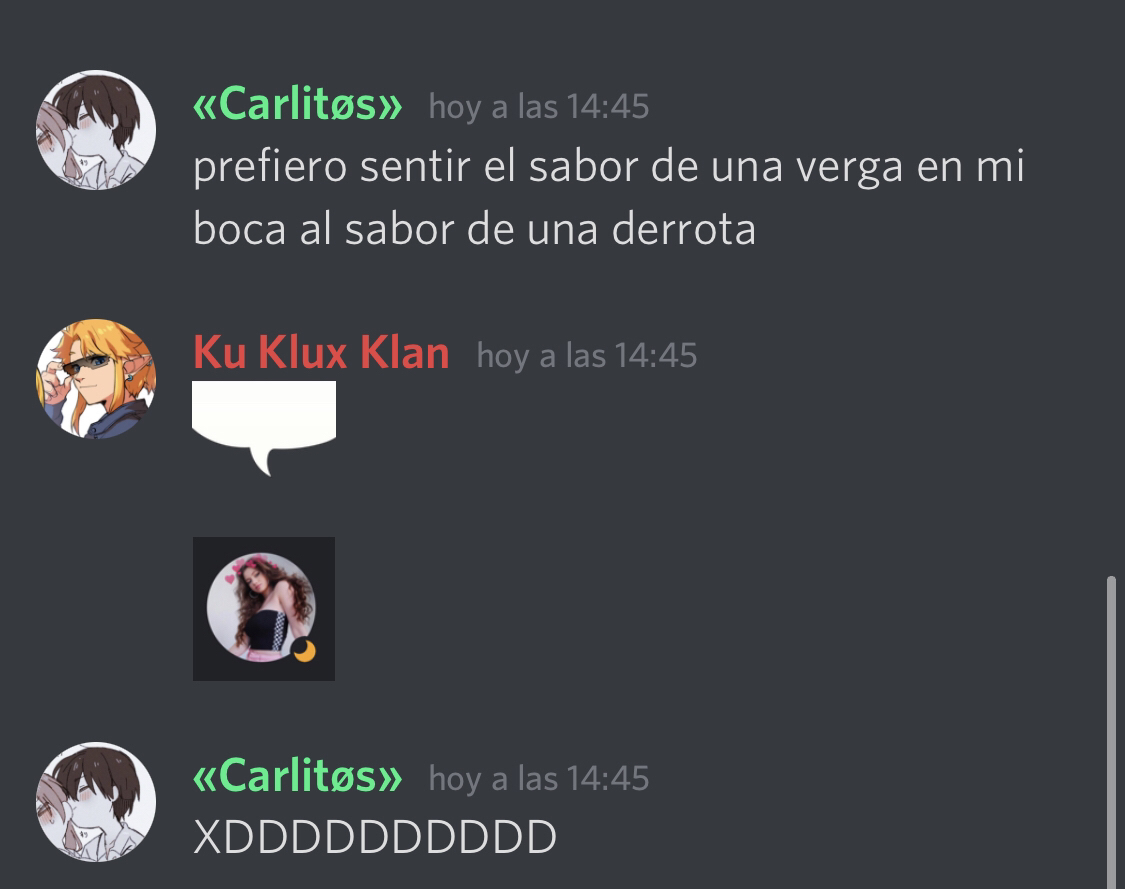 «Carlitøs» hoy a las 14:45
prefiero sentir el sabor de una verga en mi
boca al sabor de una derrota
Ku Klux Klan hoy a las 14:45
«Carlitøs» hoy a las 14:45
XDDDDDDDDDD